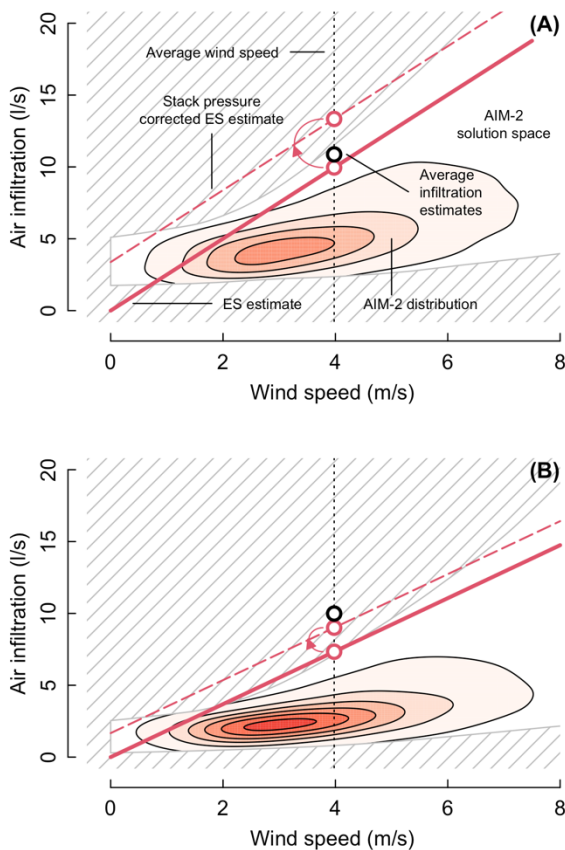 (A)
20
15
10
5
0
Air infiltration (l/s)
Average wind speed
Stack pressure
corrected ES estimate
AIM-2
solution space
Average
infiltration
estimates
ES estimate
AIM-2 distribution
0
2
4
6
8
Wind speed (m/s)
(B)
20
15
10
5
0
Air infiltration (l/s)
0
2
4
6
8
Wind speed (m/s)